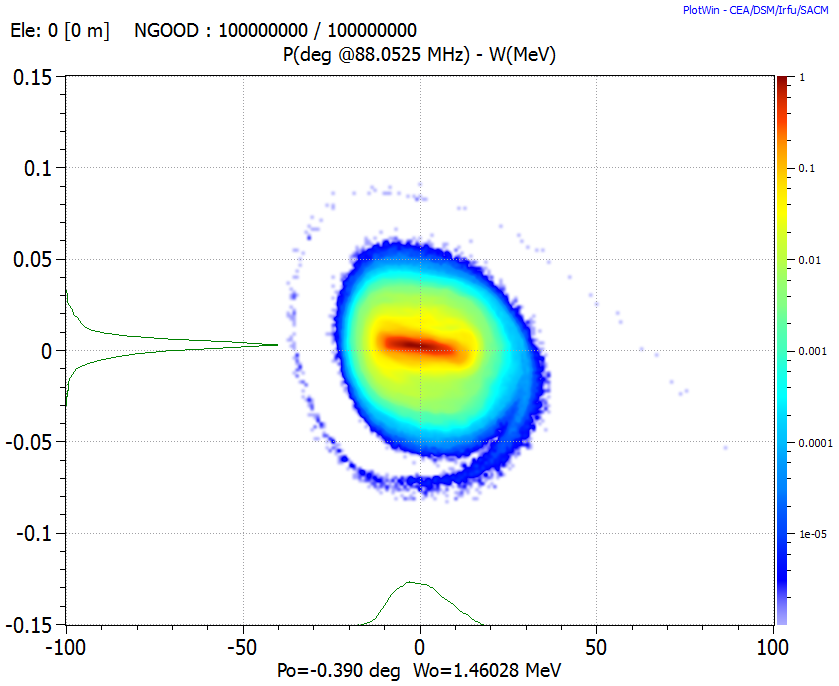 PlotWin - CEA/DSM/Irfu/SACM
Ele: 0 [0 m] NGOOD : 100000000 / 100000000
P(deg @88.0525 MHz) - W(MeV)
0.15
0.1
0.05
0
-0.05
-0.1
-0.15
1
0.1
0.01
0.001
0.0001
1e-05
-100 -50 0 50 100
Po=-0.390 deg Wo=1.46028 MeV